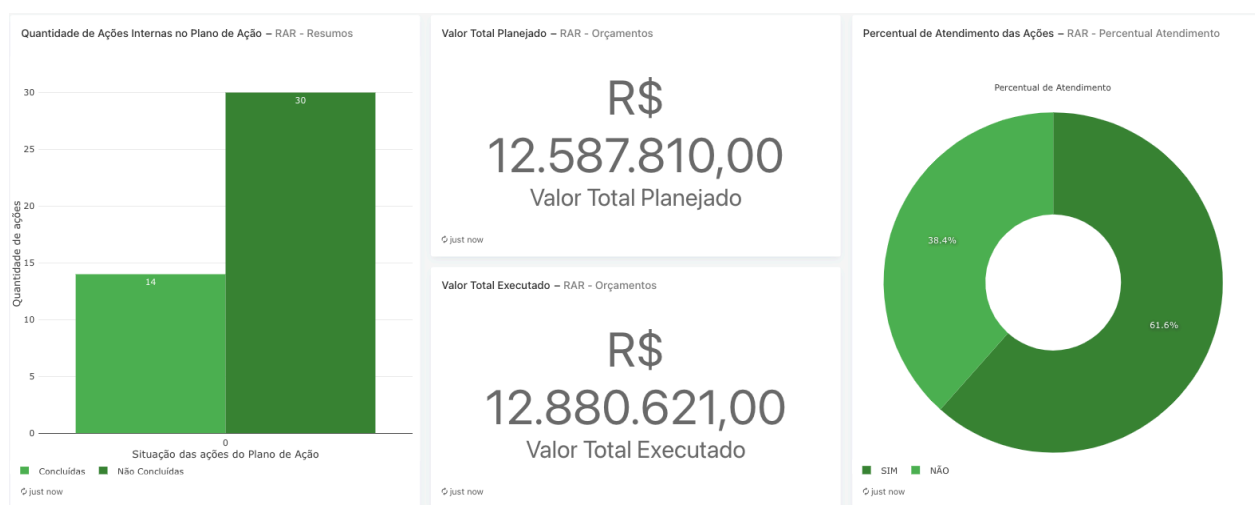 Quantidade de Ações Internas no Plano de Ação – RAR - Resumos
30
25
20
15
10
5
0
Quantidade de ações
14
30
0
Situação das ações do Plano de Ação
Concluídas
Não Concluídas
just now
Valor Total Planejado – RAR - Orçamentos
R$
12.587.810,00
Valor Total Planejado
just now
Valor Total Executado – RAR - Orçamentos
R$
12.880.621,00
Valor Total Executado
just now
Percentual de Atendimento das Ações – RAR - Percentual Atendimento
Percentual de Atendimento
38.4%
61.6%
SIM
NÃO
just now